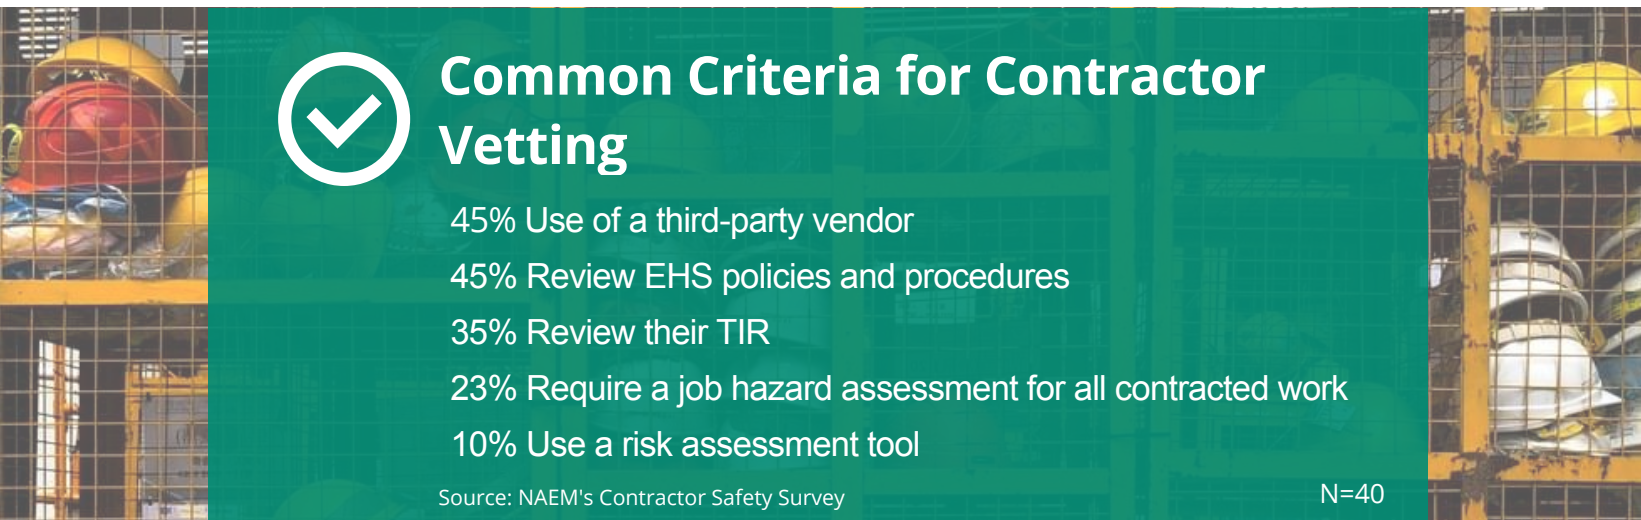 Common Criteria for Contractor
Vetting
45% Use of a third-party vendor
45% Review EHS policies and procedures
35% Review their TIR
23% Require a job hazard assessment for all contracted work
10% Use a risk assessment tool
Source: NAEM's Contractor Safety Survey
N=40